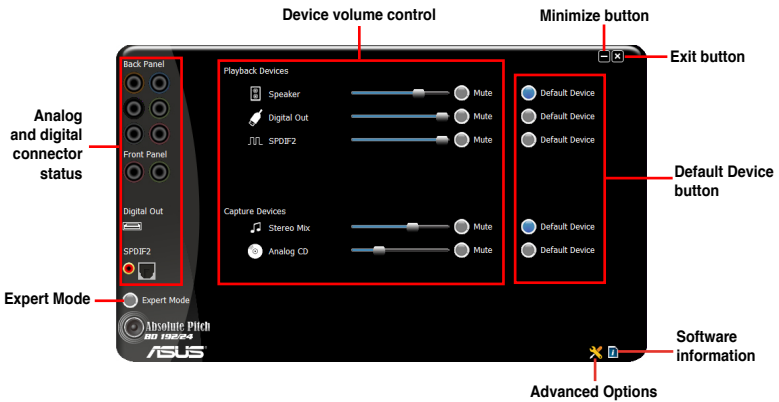 Device volume control
Minimize button
Exit button
Analog
and digital
connector
status
Back Panel
Front Panel
Digital Out
SPDIF2
Playback Devices
Speaker
Mute
Default Device
Digital Out
Mute
Default Device
SPDIF2
Mute
Default Device
Capture Devices
Stereo Mix
Mute
Default Device
Analog CD
Mute
Default Device
Default Device
button
Expert Mode
Expert Mode
Absolute Pitch
BD 192/24
ASUS
Software
information
Advanced Options